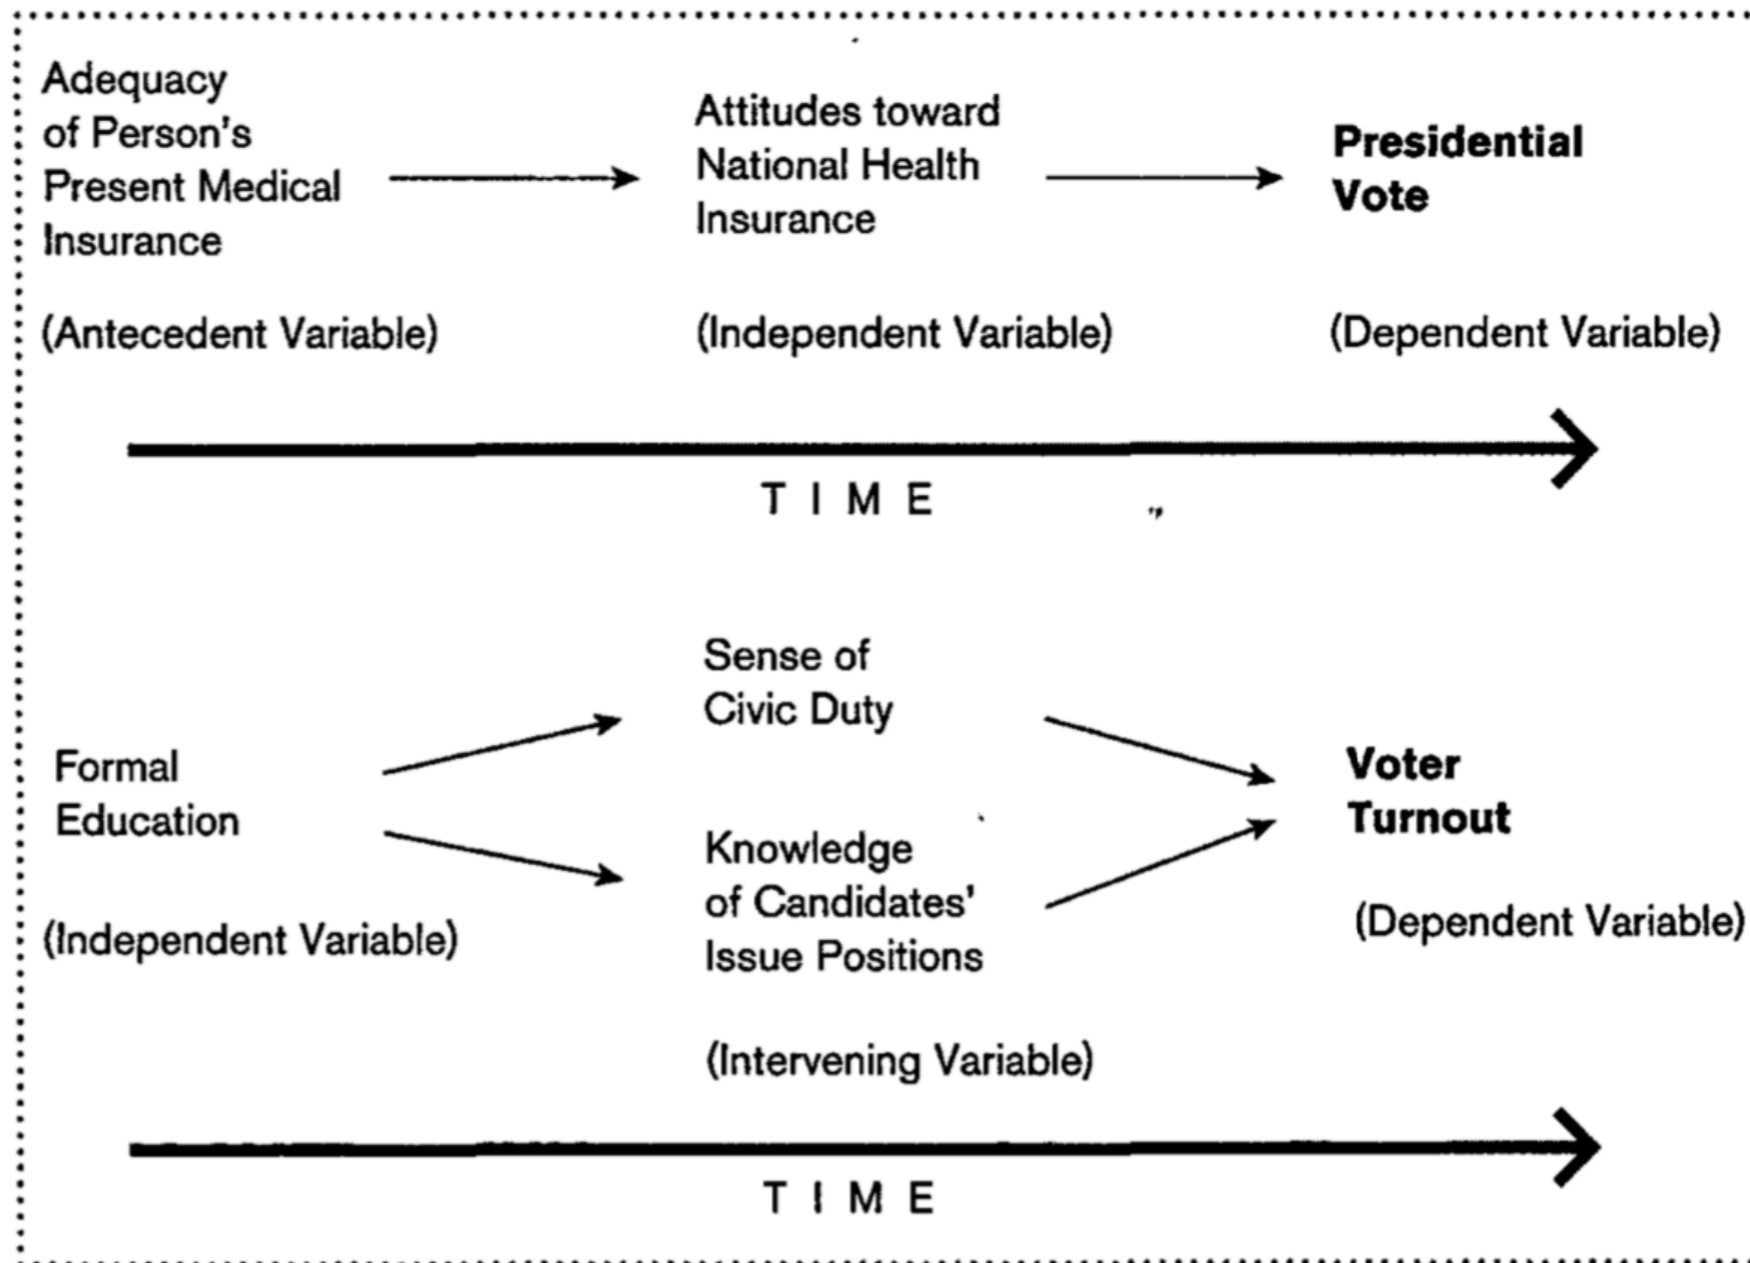 Adequacy
of Person's
Present Medical
Insurance
(Antecedent Variable)
Attitudes toward
National Health
Insurance
(Independent Variable)
Presidential
Vote
(Dependent Variable)
T I M E
Formal
Education
(Independent Variable)
Sense of
Civic Duty
Knowledge
of Candidates'
Issue Positions
(Intervening Variable)
Voter
Turnout
(Dependent Variable)
T I M E